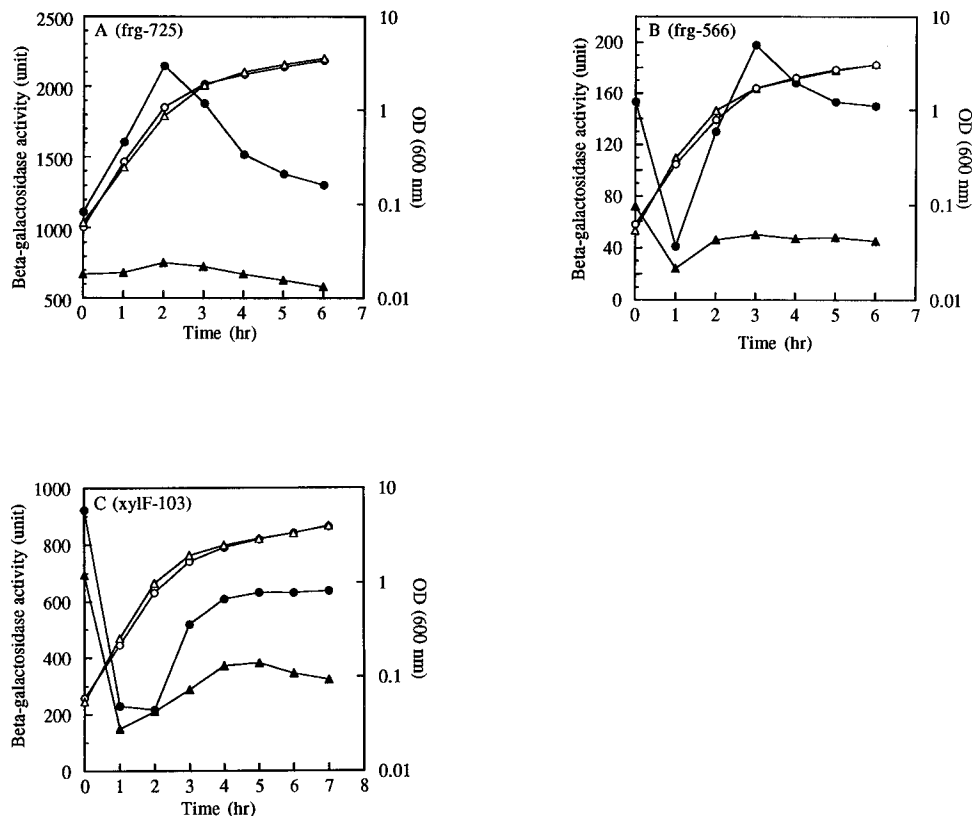 A (frg-725)
Beta-galactosidase activity (unit)
2500
2000
1500
1000
500
10
1
0.1
0.01
OD (600 nm)
0 1 2 3 4 5 6 7
Time (hr)
B (frg-566)
Beta-galactosidase activity (unit)
200
160
120
80
40
0
10
1
0.1
0.01
OD (600 nm)
0 1 2 3 4 5 6 7
Time (hr)
C (xylF-103)
Beta-galactosidase activity (unit)
1000
800
600
400
200
0
10
1
0.1
0.01
OD (600 nm)
0 1 2 3 4 5 6 7 8
Time (hr)